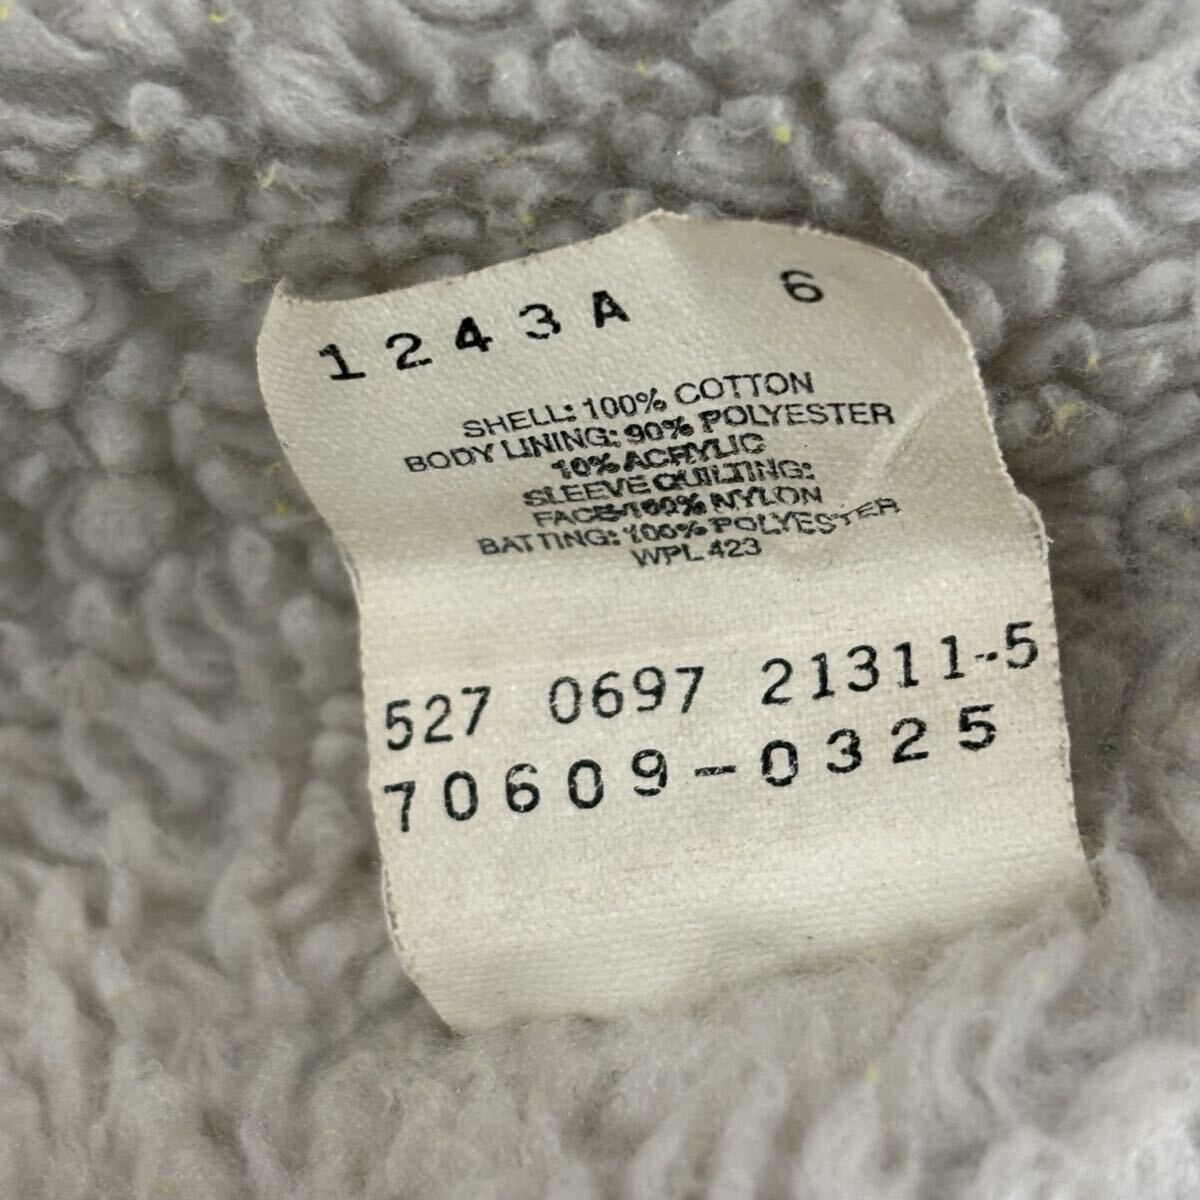 1243A 6
SHELL: 100% COTTON
BODY LINING: 90% POLYESTER
10% ACRYLIC
SLEEVE QUILTING:
FACE-100% NYLON
BATTING: 100% POLYESTER
WPL 423
527 0697 21311-5
70609-0325